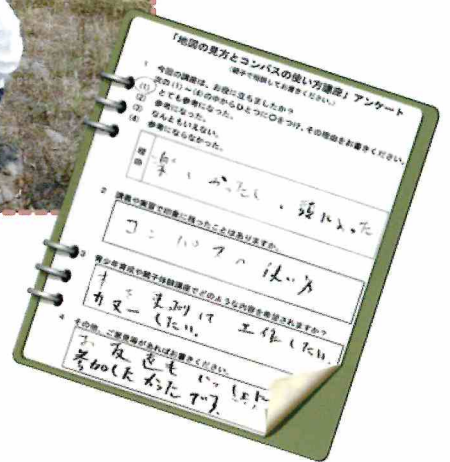 「地図の見方とコンパスの使い方講座」アンケート
(親子で相談してお書きください)
1 今回の講座は、お役に立ちましたか?
次の(1)~(4)の中からひとつに○をつけ、その理由をお書きください。
(1) とても参考になった。
(2) 参考になった。
(3) なんともいえない。
(4) 参考にならなかった。
理由
楽しかったし、頭に入った
2 講義や実習で印象に残ったことはありますか。
コンパスの使い方
3 青少年育成や親子体験講座でどのような内容を希望されますか?
木を
工作したい。
したい。
4 その他、ご意見等があればお書きください。
お友達もいっしょに
参加したかったです。